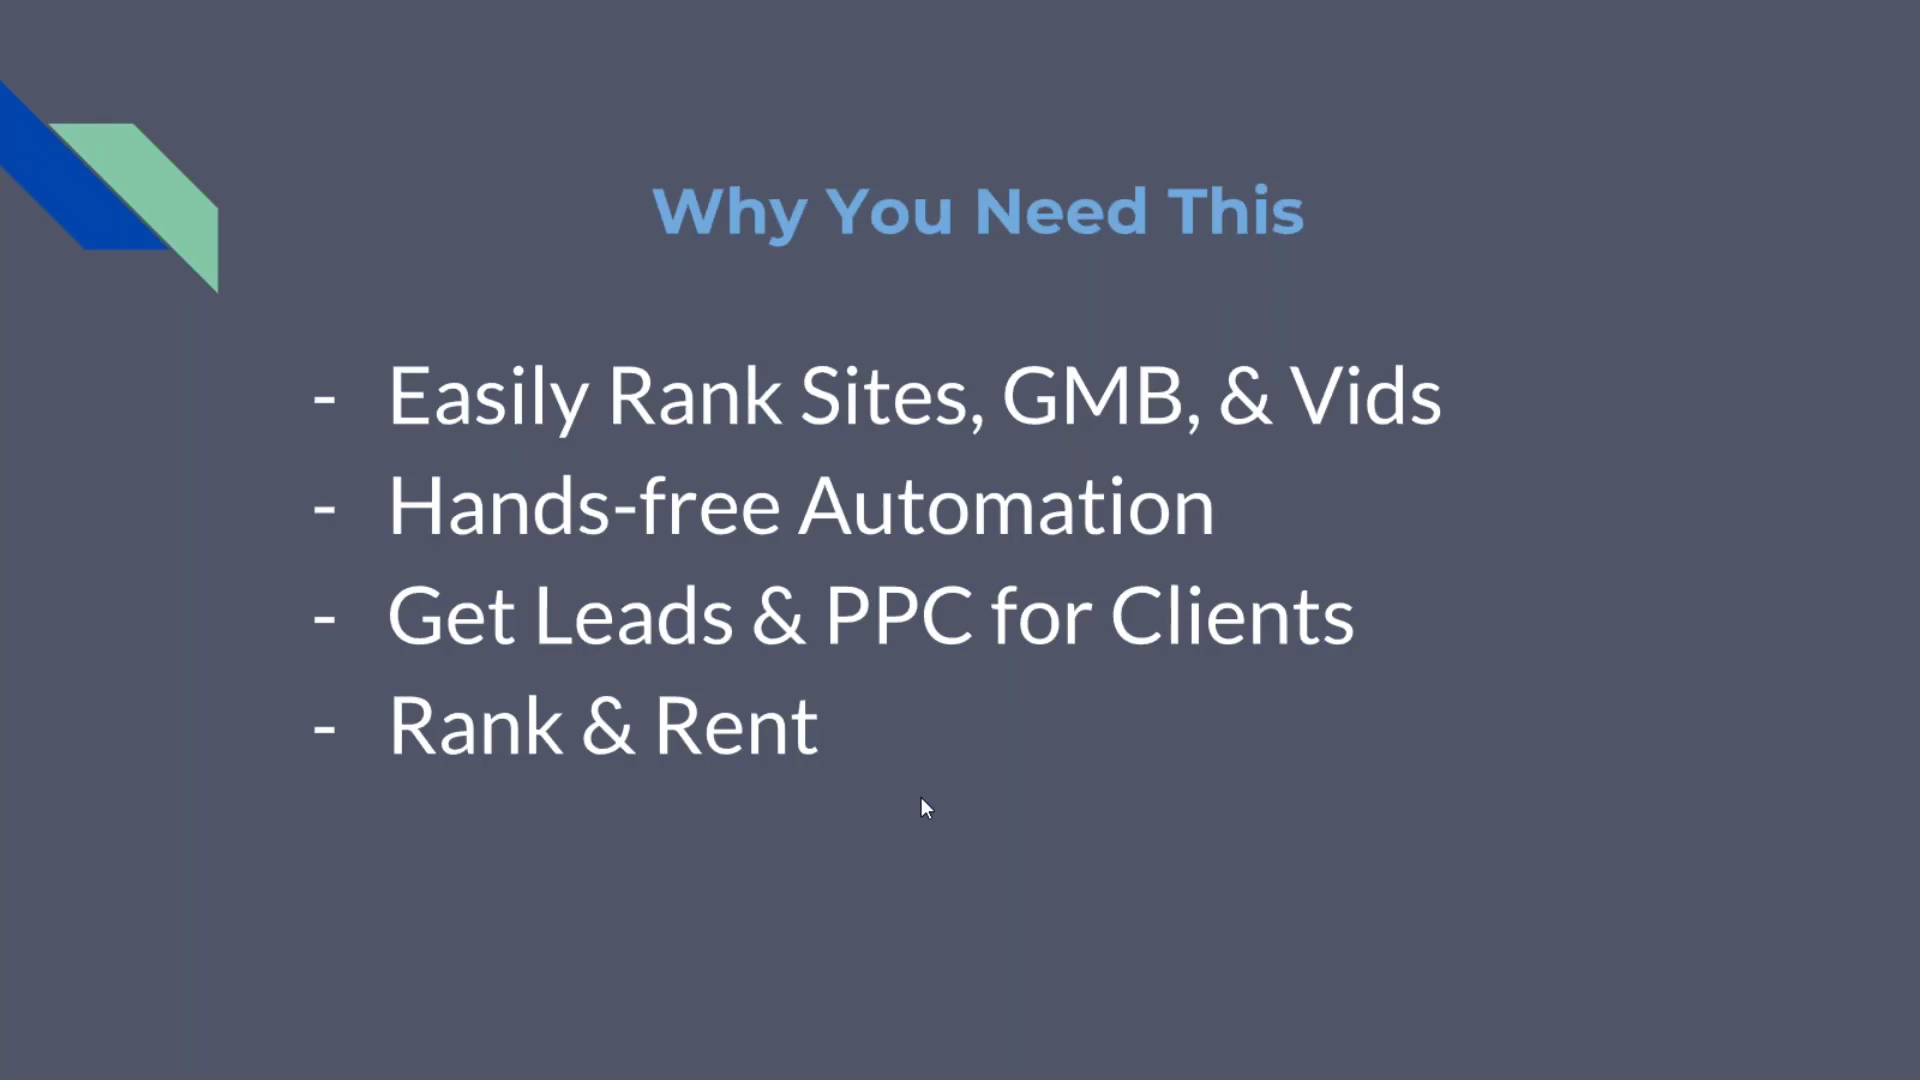 Why You Need This
- Easily Rank Sites, GMB, & Vids
- Hands-free Automation
- Get Leads & PPC for Clients
- Rank & Rent